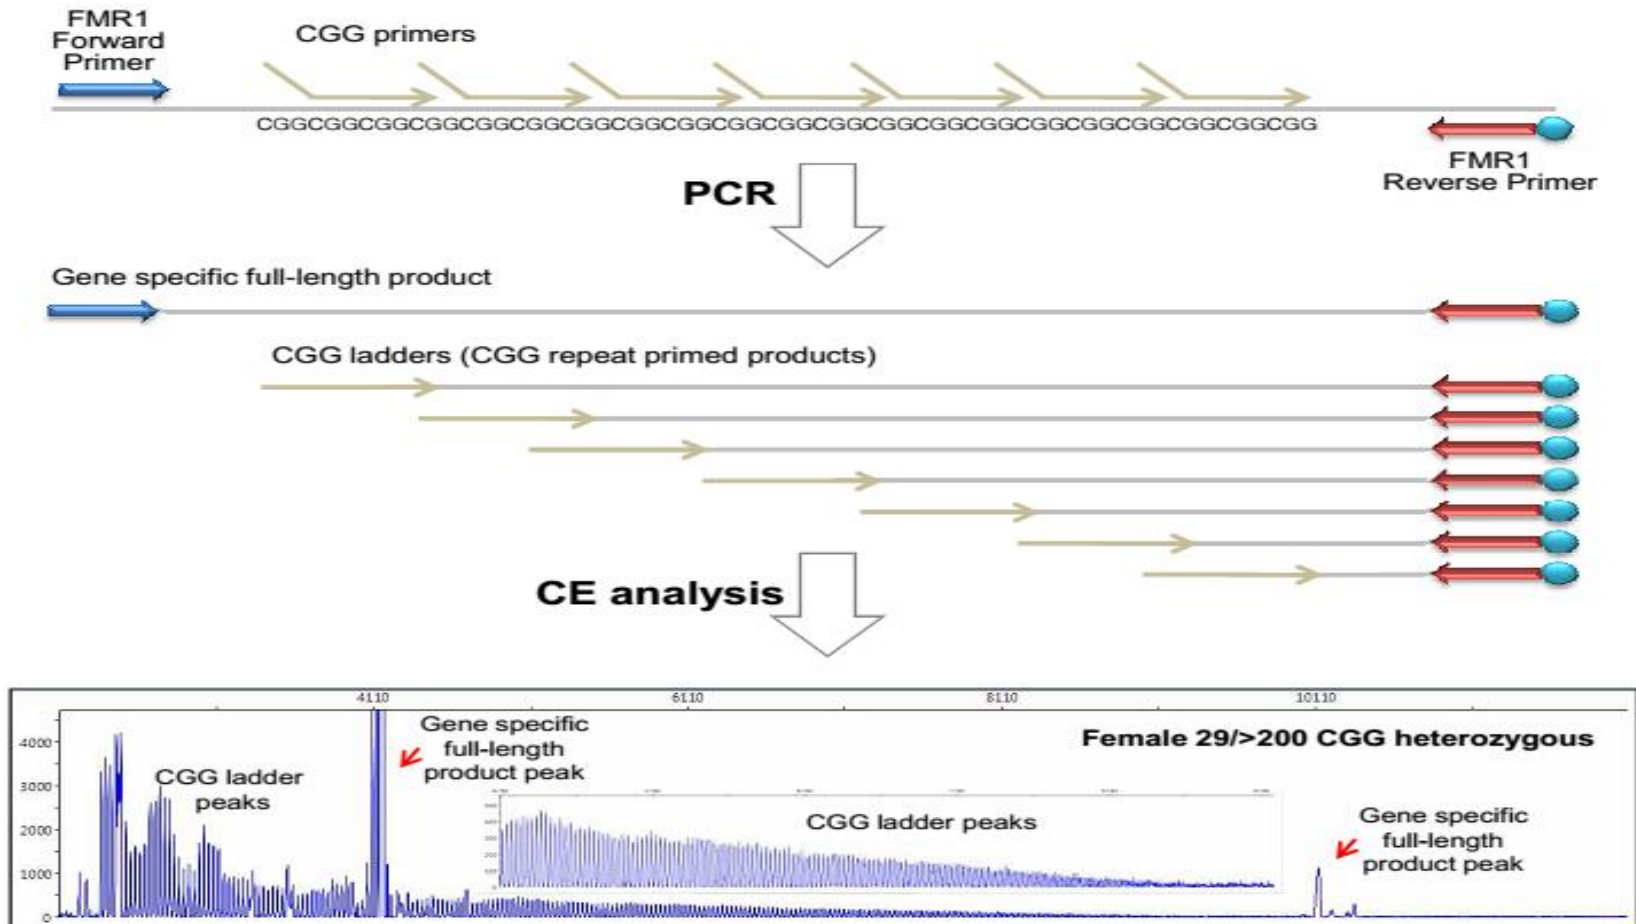 FMR1
Forward
Primer
CGG primers
CGGCGGCGGCGGCGGCGGCGGCGGCGGCGGCGGCGGCGGCGGCGGCGGCGGCGGCGGCGG
FMR1
Reverse Primer
PCR
Gene specific full-length product
CGG ladders (CGG repeat primed products)
CE analysis
4110
6110
8110
10110
4000
3000
2000
1000
0
CGG ladder
peaks
Gene specific
full-length
product peak
Female 29/>200 CGG heterozygous
CGG ladder peaks
Gene specific
full-length
product peak